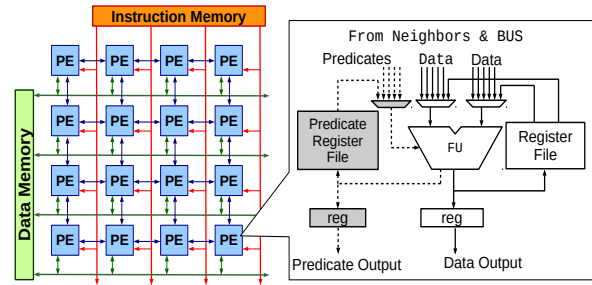 Instruction Memory
PE PE PE PE
PE PE PE PE
PE PE PE PE
PE PE PE PE
Data Memory
From Neighbors & BUS
Predicates Data Data
Predicate
Register
File
FU
Register
File
reg
reg
Predicate Output
Data Output